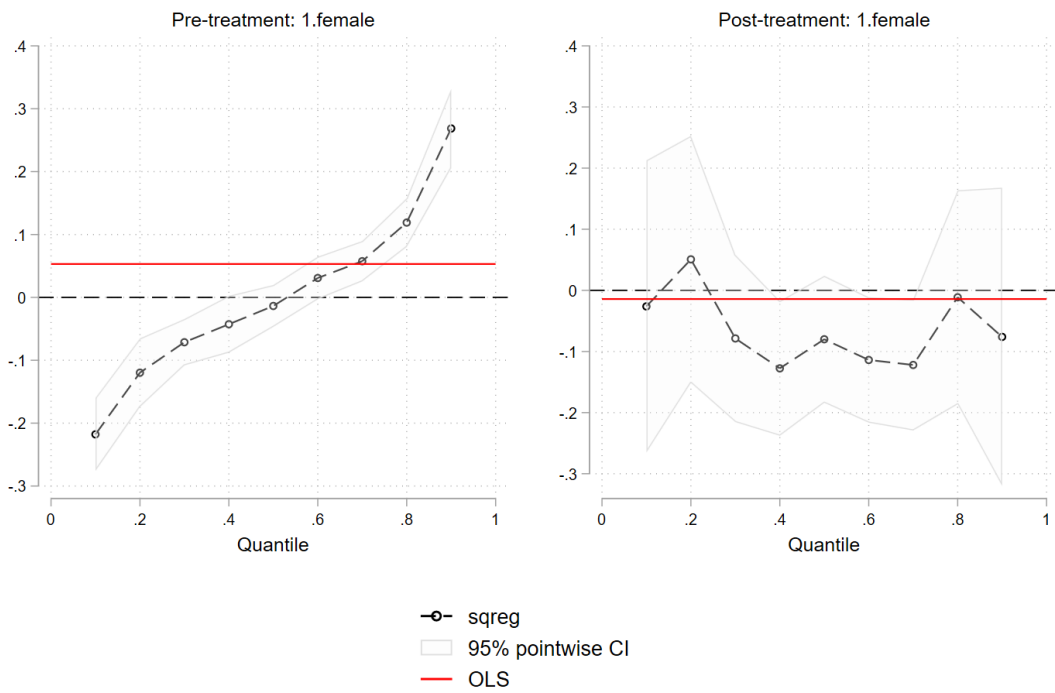 Pre-treatment: 1.female
.4
.3
.2
.1
0
-.1
-.2
-.3
0 .2 .4 .6 .8 1
Quantile
Post-treatment: 1.female
.4
.3
.2
.1
0
-.1
-.2
-.3
0 .2 .4 .6 .8 1
Quantile
sqreg
95% pointwise CI
OLS